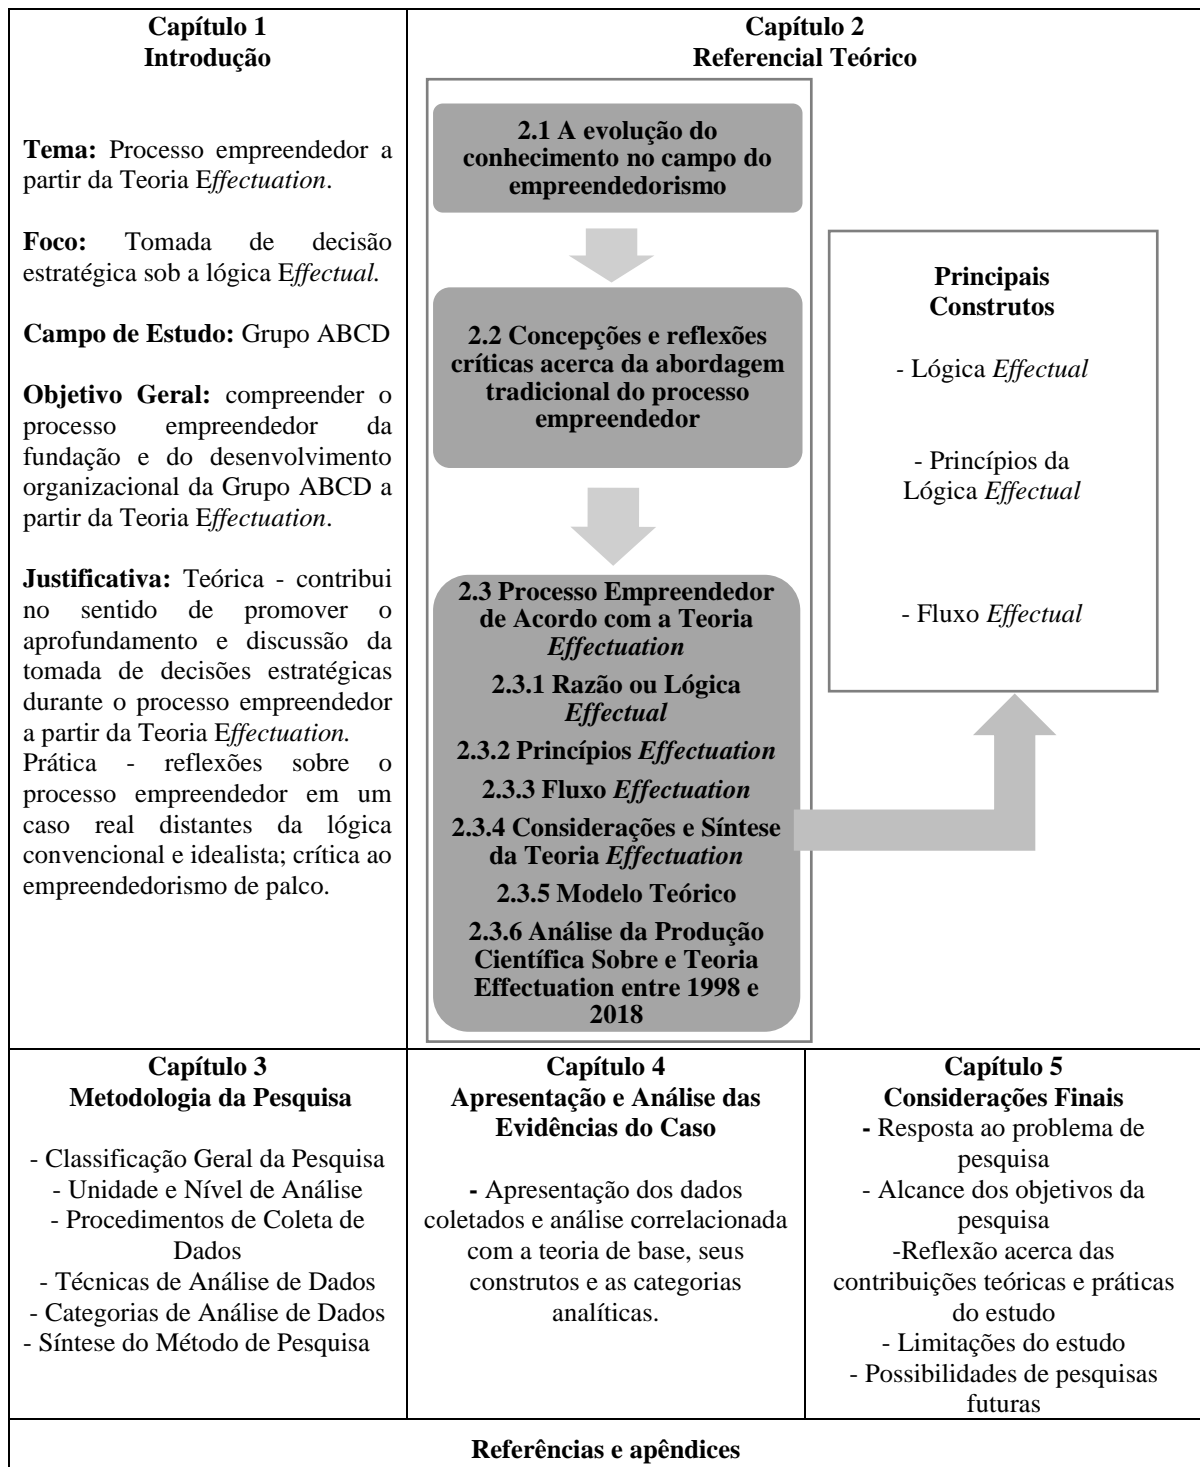 Capítulo 1
Introdução
Tema: Processo empreendedor a
partir da Teoria Effectuation.
Foco: Tomada de decisão
estratégica sob a lógica Effectual.
Campo de Estudo: Grupo ABCD
Objetivo Geral: compreender o
processo empreendedor da
fundação e do desenvolvimento
organizacional da Grupo ABCD a
partir da Teoria Effectuation.
Justificativa: Teórica - contribui
no sentido de promover o
aprofundamento e discussão da
tomada de decisões estratégicas
durante o processo empreendedor
a partir da Teoria Effectuation.
Prática - reflexões sobre o
processo empreendedor em um
caso real distantes da lógica
convencional e idealista; crítica ao
empreendedorismo de palco.
Capítulo 2
Referencial Teórico
2.1 A evolução do
conhecimento no campo do
empreendedorismo
2.2 Concepções e reflexões
críticas acerca da abordagem
tradicional do processo
empreendedor
2.3 Processo Empreendedor
de Acordo com a Teoria
Effectuation
2.3.1 Razão ou Lógica
Effectual
2.3.2 Princípios Effectuation
2.3.3 Fluxo Effectuation
2.3.4 Considerações e Síntese
da Teoria Effectuation
2.3.5 Modelo Teórico
2.3.6 Análise da Produção
Científica Sobre e Teoria
Effectuation entre 1998 e
2018
Principais
Construtos
- Lógica Effectual
- Princípios da
Lógica Effectual
- Fluxo Effectual
Capítulo 3
Metodologia da Pesquisa
- Classificação Geral da Pesquisa
- Unidade e Nível de Análise
- Procedimentos de Coleta de
Dados
- Técnicas de Análise de Dados
- Categorias de Análise de Dados
- Síntese do Método de Pesquisa
Capítulo 4
Apresentação e Análise das
Evidências do Caso
- Apresentação dos dados
coletados e análise correlacionada
com a teoria de base, seus
construtos e as categorias
analíticas.
Capítulo 5
Considerações Finais
- Resposta ao problema de
pesquisa
- Alcance dos objetivos da
pesquisa
-Reflexão acerca das
contribuições teóricas e práticas
do estudo
- Limitações do estudo
- Possibilidades de pesquisas
futuras
Referências e apêndices